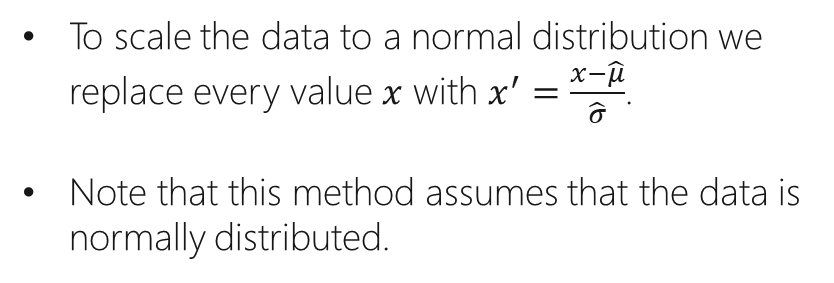 • To scale the data to a normal distribution we
replace every value x with x′ = (x−μ̂)/σ̂.
• Note that this method assumes that the data is
normally distributed.